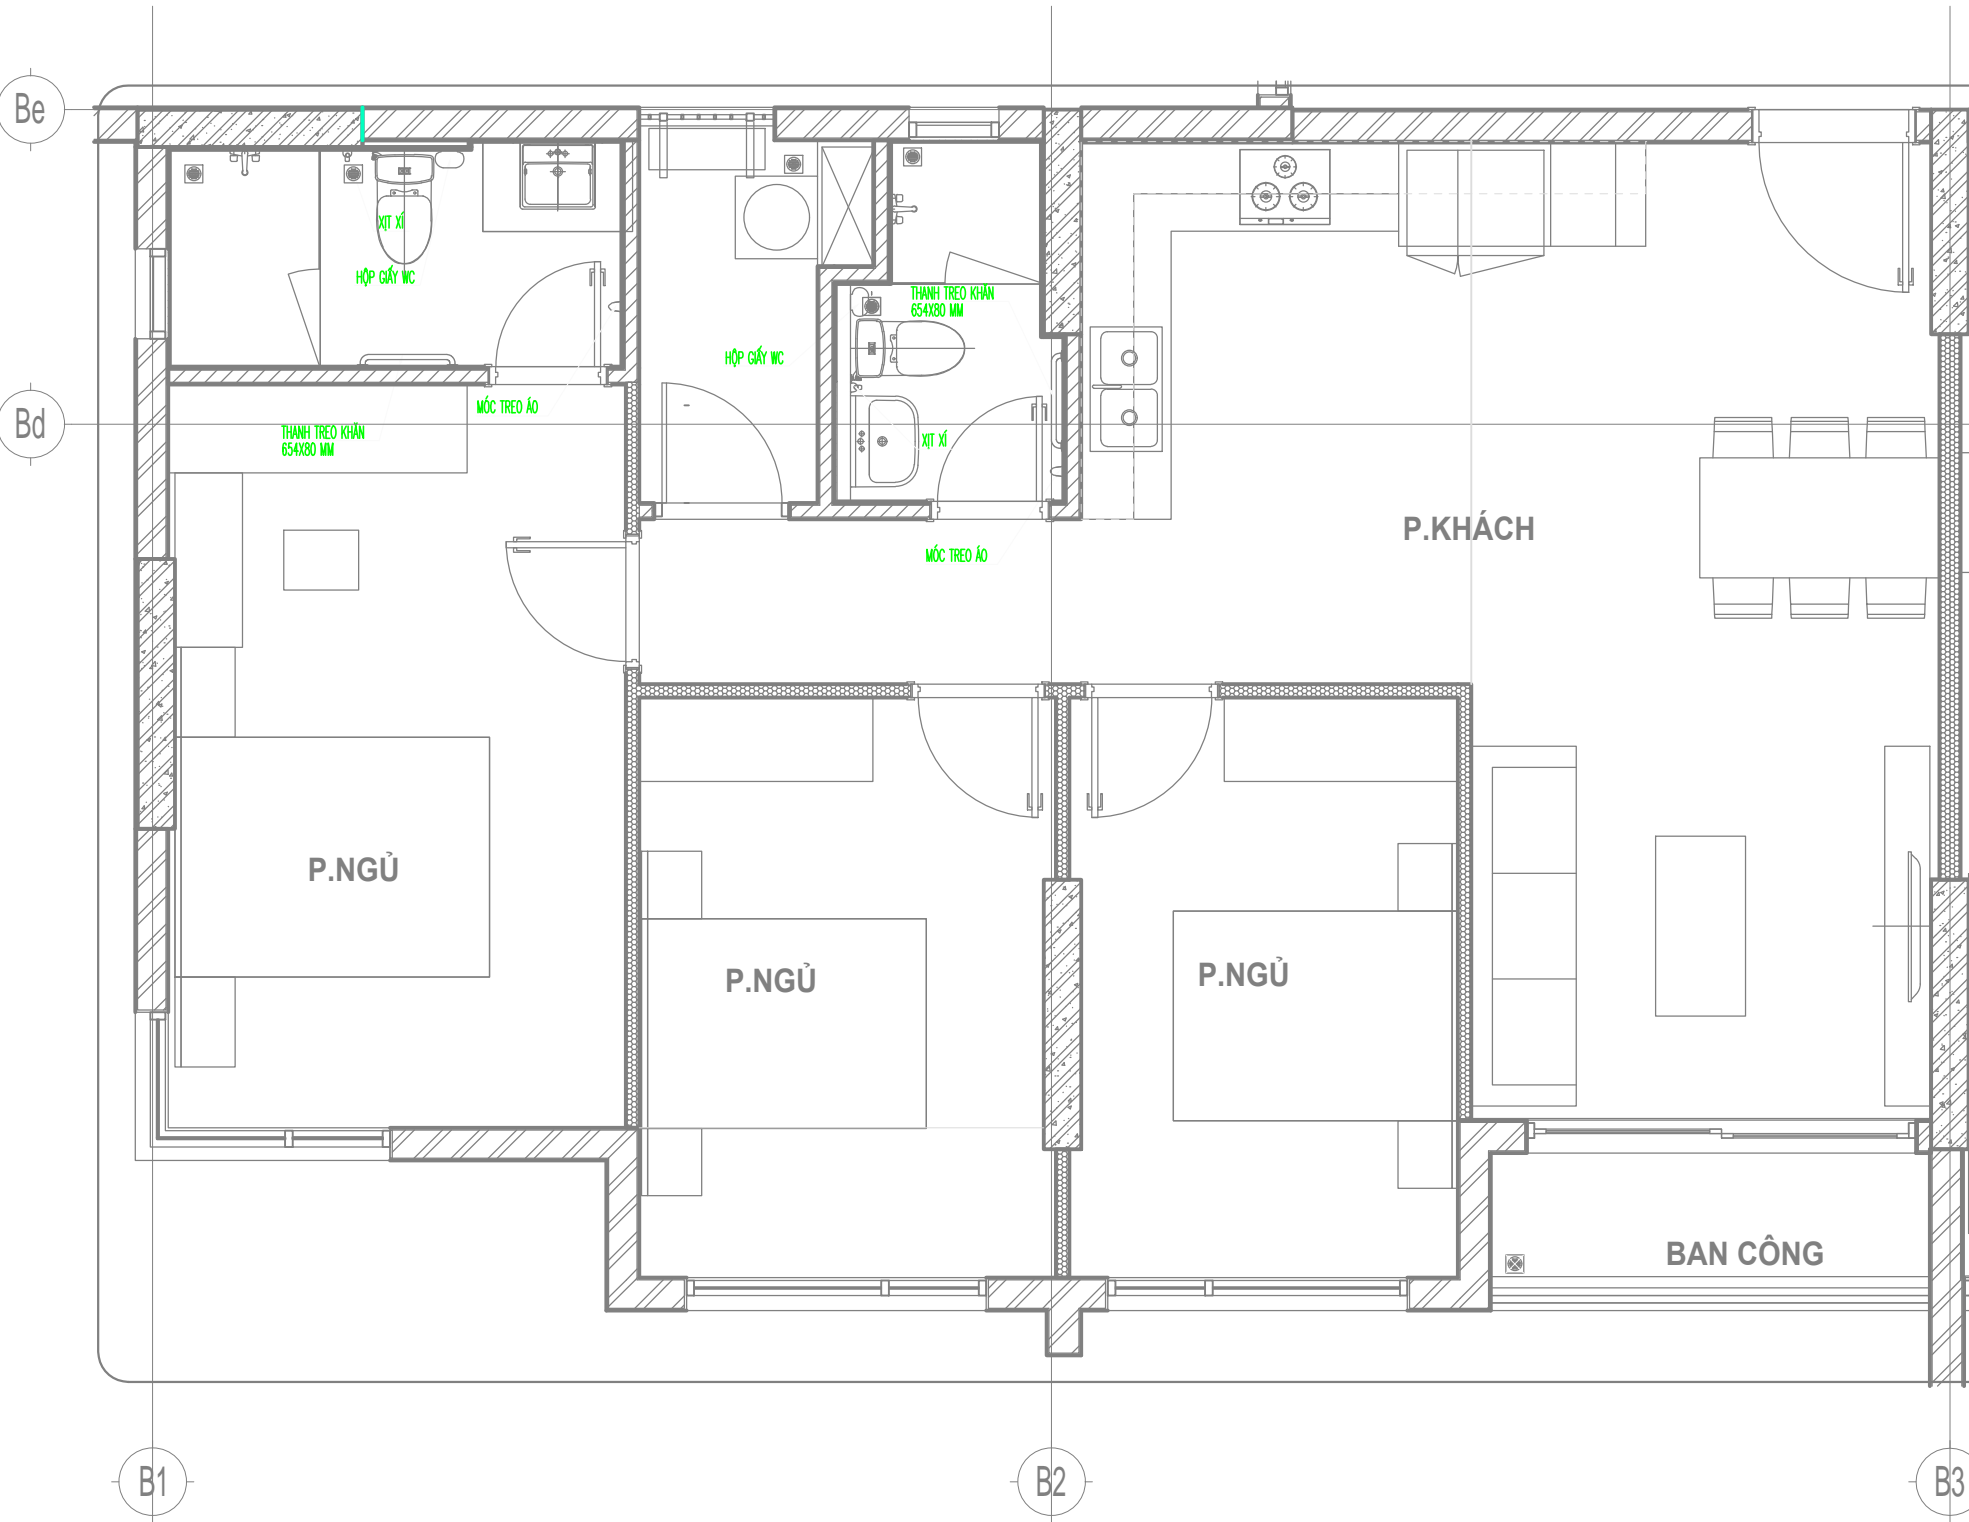 Be
XỊT XÍ
HỘP GIẤY WC
THANH TREO KHĂN
654X80 MM
HỘP GIẤY WC
Bd
MÓC TREO ÁO
THANH TREO KHĂN
654X80 MM
XỊT XÍ
P.KHÁCH
MÓC TREO ÁO
P.NGỦ
P.NGỦ
P.NGỦ
BAN CÔNG
B1
B2
B3